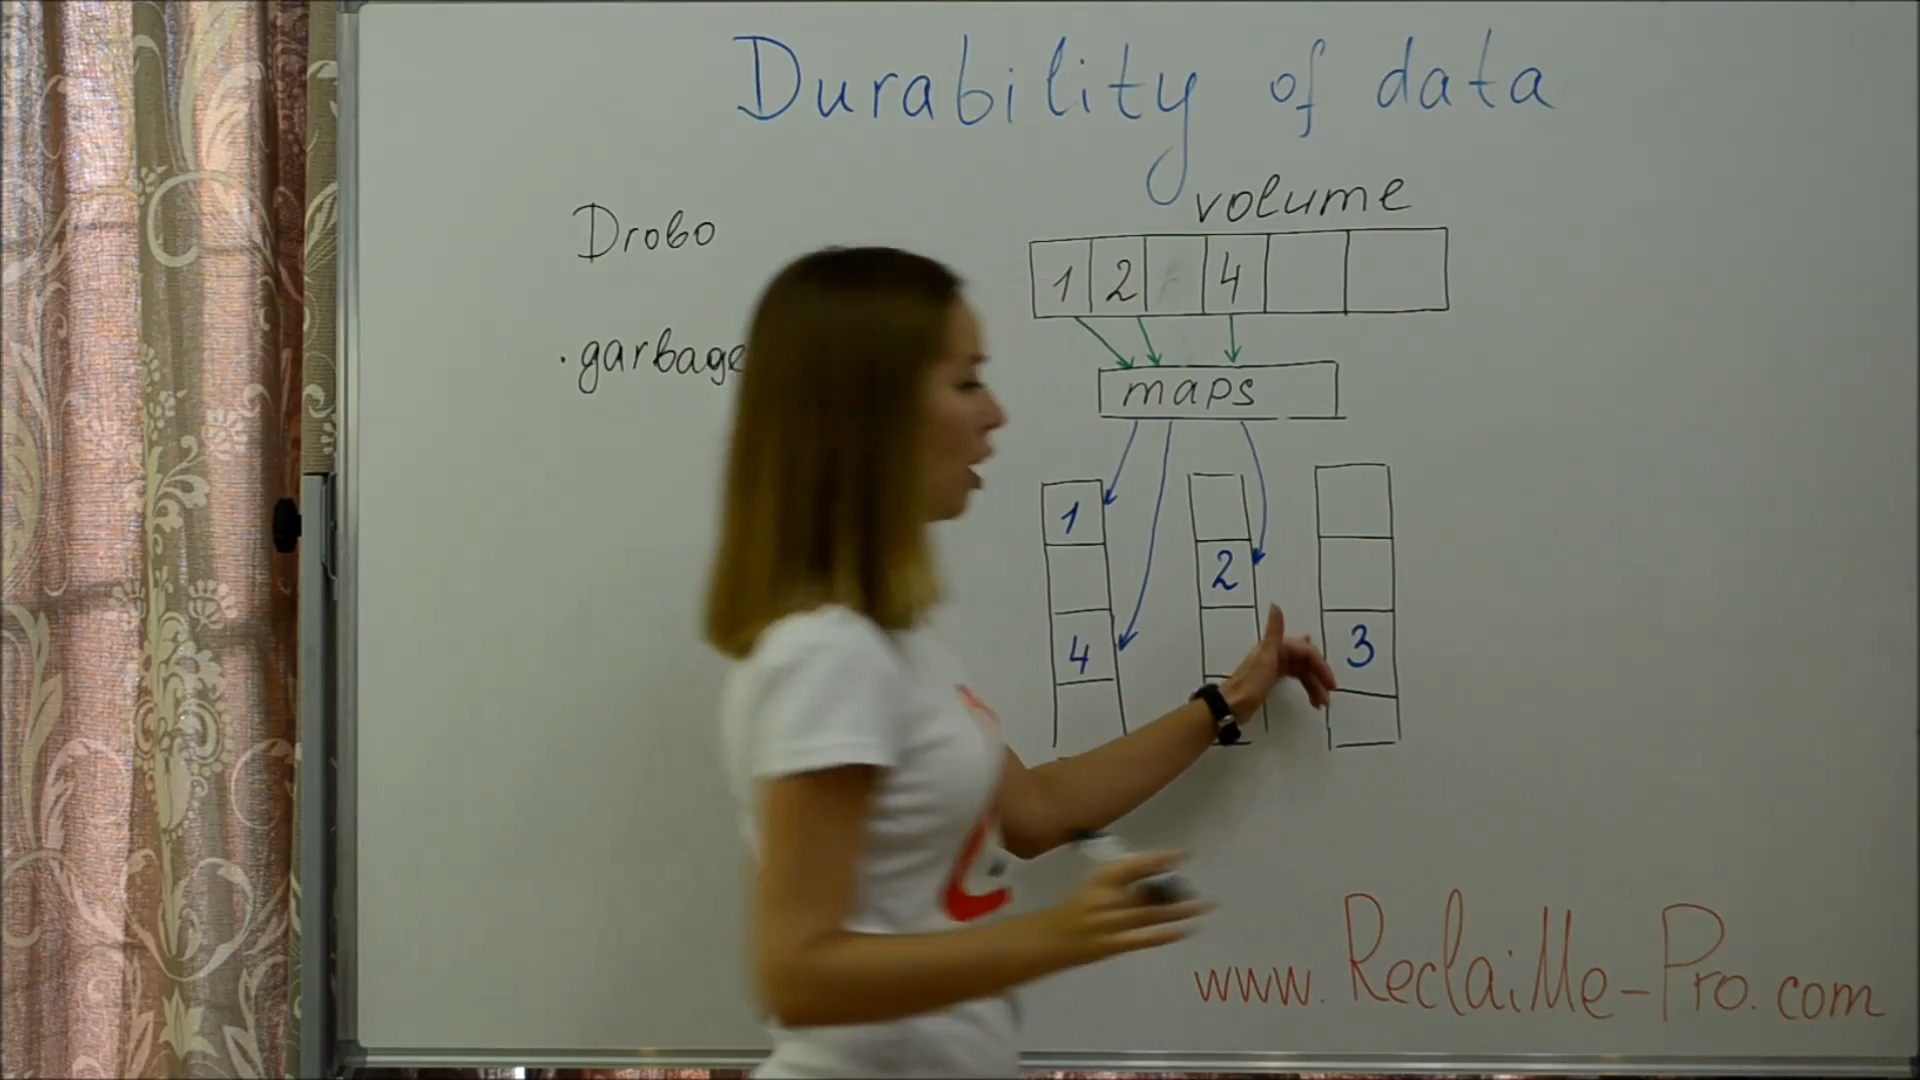 Durability of data
Drobo
volume
1 2 4
· garbage
maps
1
2
4
3
www.ReclaiMe-Pro.com